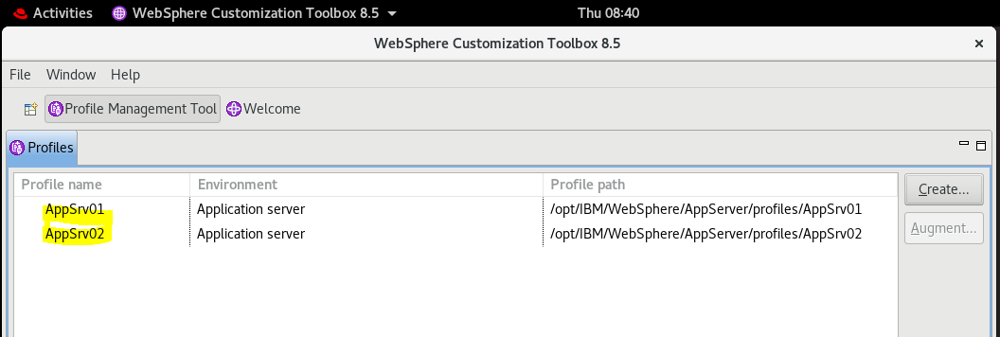 Activities WebSphere Customization Toolbox 8.5 Thu 08:40
WebSphere Customization Toolbox 8.5 ×
File Window Help
Profile Management Tool Welcome
Profiles
Profile name Environment Profile path
AppSrv01 Application server /opt/IBM/WebSphere/AppServer/profiles/AppSrv01
AppSrv02 Application server /opt/IBM/WebSphere/AppServer/profiles/AppSrv02
Create...
Augment...